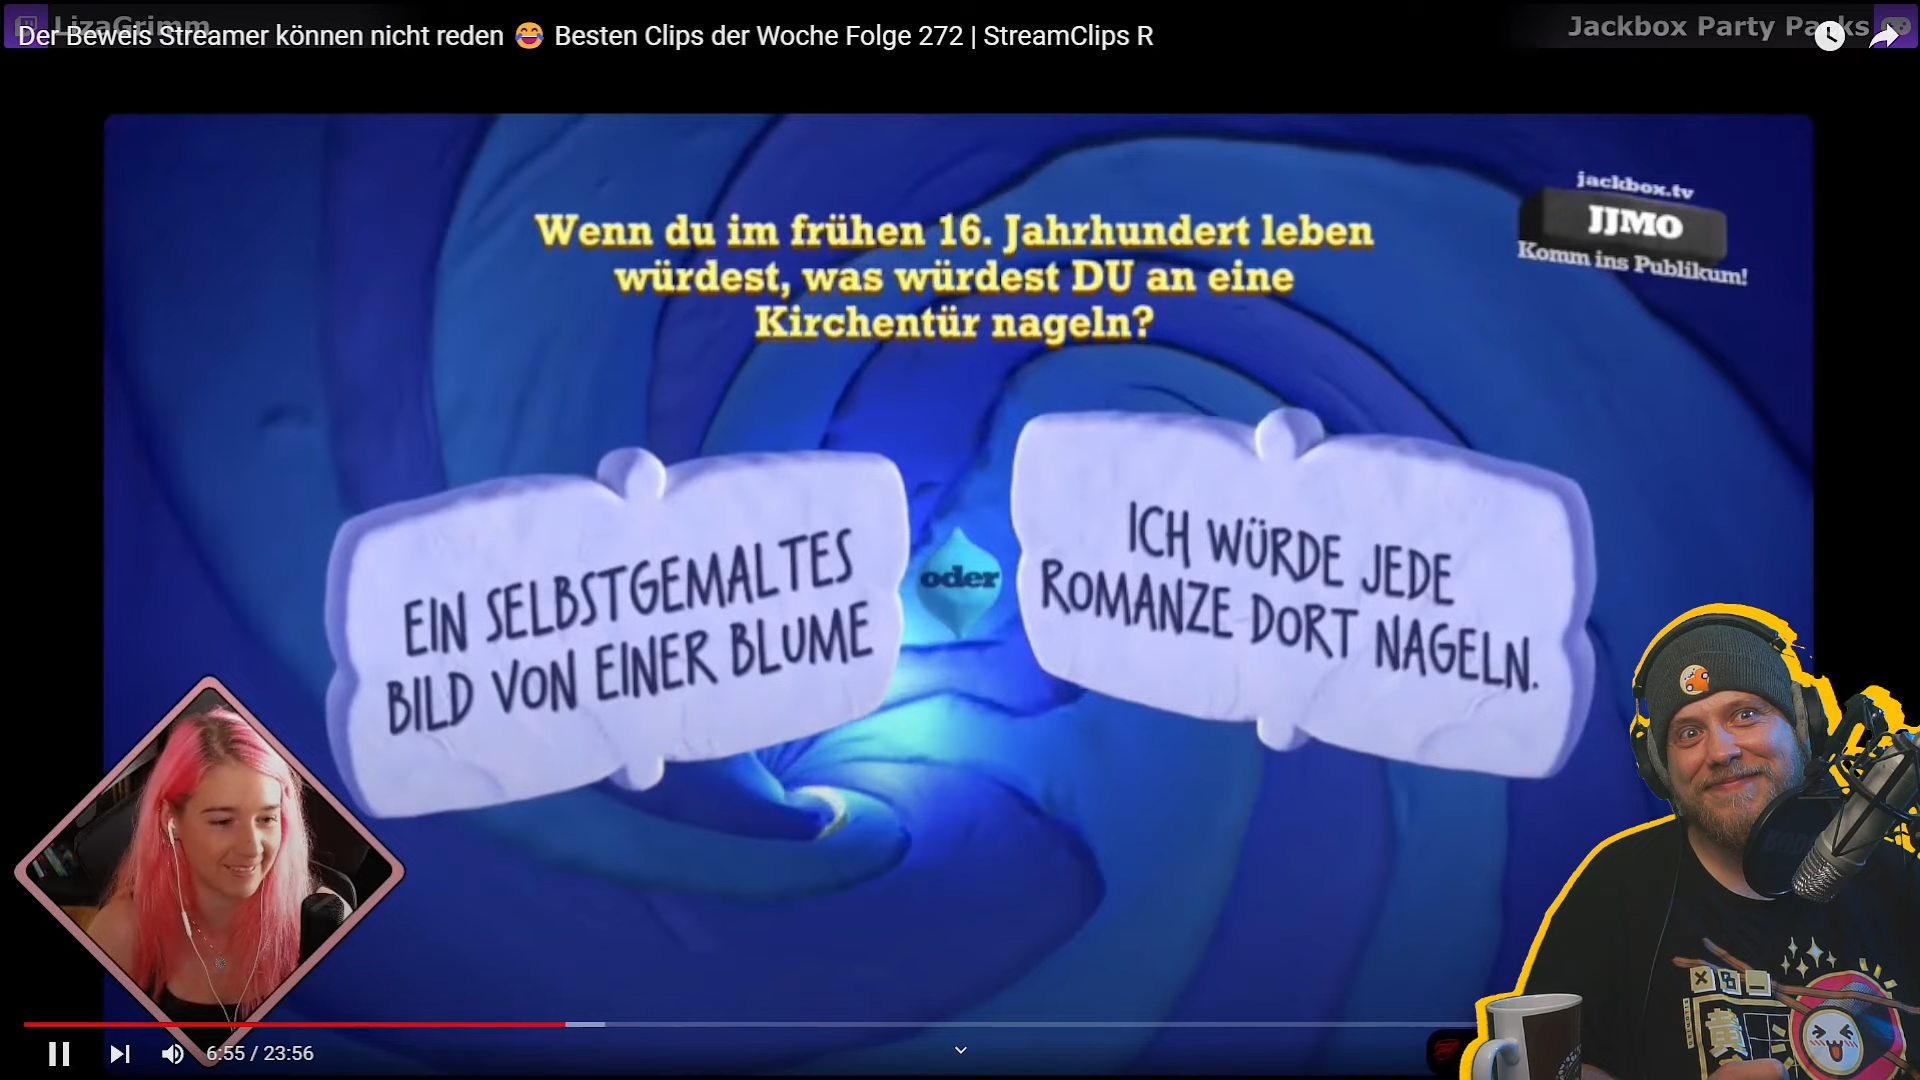 LizaGrimm
Jackbox Party Packs
Der Beweis Streamer können nicht reden 😂 Besten Clips der Woche Folge 272 | StreamClips R
jackbox.tv
JJMO
Komm ins Publikum!
Wenn du im frühen 16. Jahrhundert leben
würdest, was würdest DU an eine
Kirchentür nageln?
EIN SELBSTGEMALTES
BILD VON EINER BLUME
oder
ICH WÜRDE JEDE
ROMANZE DORT NAGELN.
6:55 / 23:56